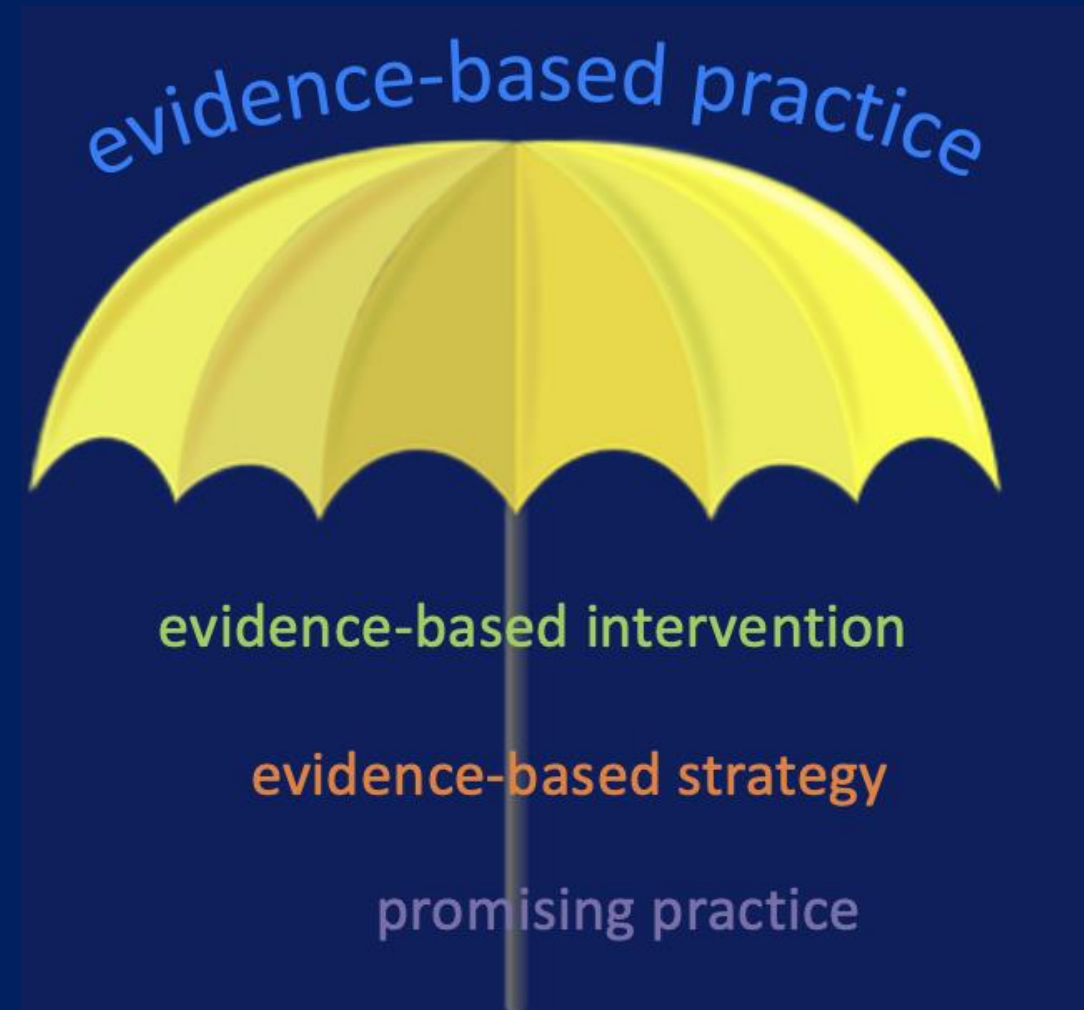 evidence-based practice
evidence-based intervention
evidence-based strategy
promising practice